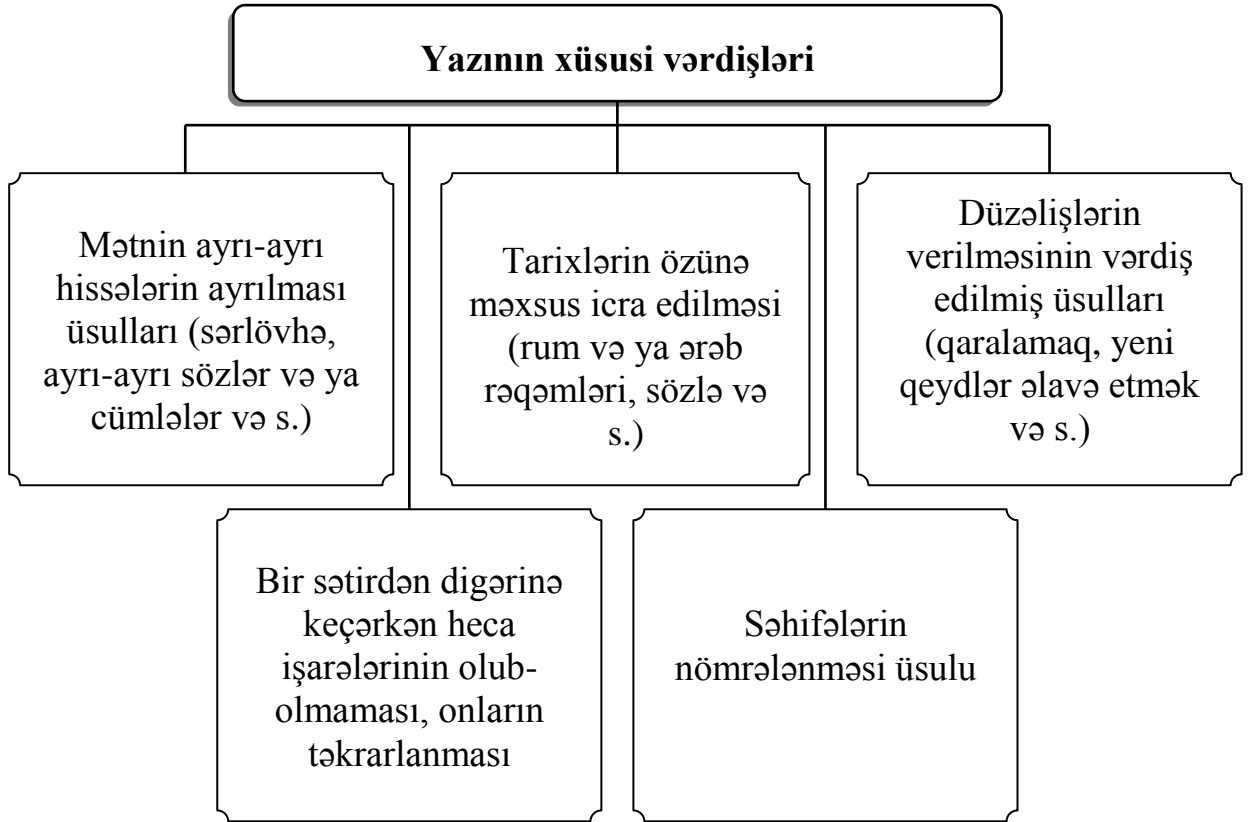 Yazının xüsusi vərdişləri
Mətnin ayrı-ayrı
hissələrin ayrılması
üsulları (sərlövhə,
ayrı-ayrı sözlər və ya
cümlələr və s.)
Tarixlərin özünə
məxsus icra edilməsi
(rum və ya ərəb
rəqəmləri, sözlə və
s.)
Düzəlişlərin
verilməsinin vərdiş
edilmiş üsulları
(qaralamaq, yeni
qeydlər əlavə etmək
və s.)
Bir sətirdən digərinə
keçərkən heca
işarələrinin olub-
olmaması, onların
təkrarlanması
Səhifələrin
nömrələnməsi üsulu